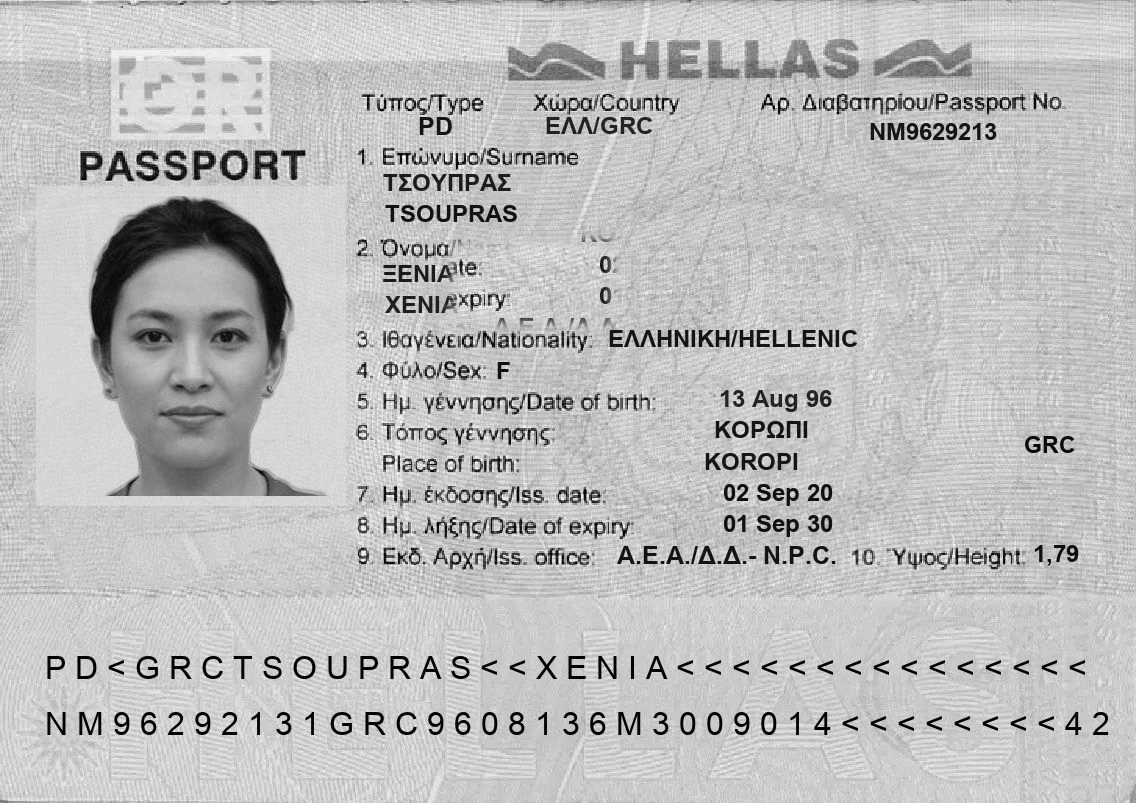 GR
HELLAS
PASSPORT
Τύπος/Type Χώρα/Country Αρ. Διαβατηρίου/Passport No.
PD ΕΛΛ/GRC NM9629213
1. Επώνυμο/Surname
ΤΣΟΥΠΡΑΣ
TSOUPRAS
2. Όνομα/
ΞΕΝΙΑ
XENIA expiry:
3. Ιθαγένεια/Nationality: ΕΛΛΗΝΙΚΗ/HELLENIC
4. Φύλο/Sex: F
5. Ημ. γέννησης/Date of birth: 13 Aug 96
6. Τόπος γέννησης: ΚΟΡΩΠΙ GRC
Place of birth: KOROPI
7. Ημ. έκδοσης/Iss. date: 02 Sep 20
8. Ημ. λήξης/Date of expiry: 01 Sep 30
9 Εκδ. Αρχή/Iss. office: Α.Ε.Α./Δ.Δ.- N.P.C. 10. Ύψος/Height: 1,79
PD<GRCTSOUPRAS<<XENIA<<<<<<<<<<<<<<<
NM96292131GRC9608136M3009014<<<<<<<<42
HELLAS